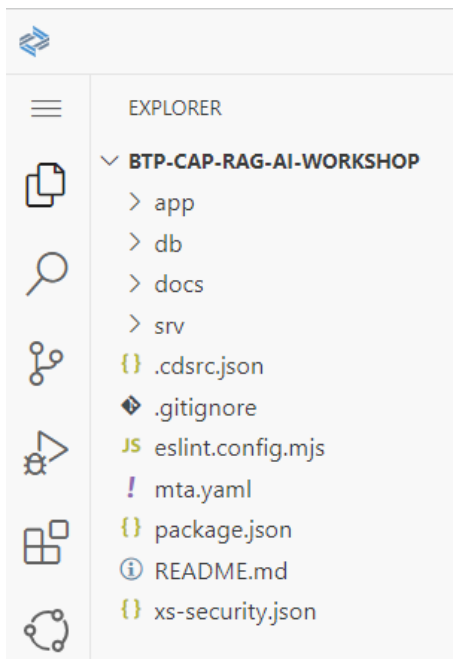 EXPLORER
BTP-CAP-RAG-AI-WORKSHOP
app
db
docs
srv
{} .cdsrc.json
.gitignore
JS eslint.config.mjs
! mta.yaml
{} package.json
README.md
{} xs-security.json